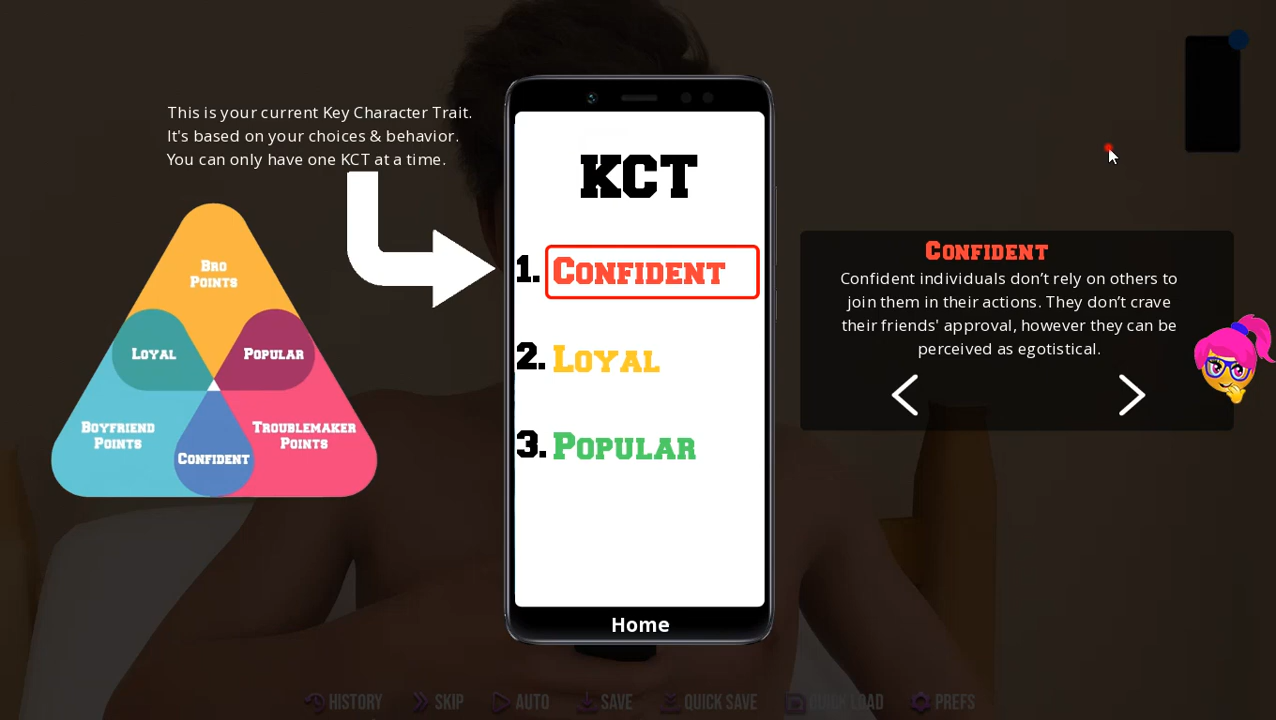 This is your current Key Character Trait.
It's based on your choices & behavior.
You can only have one KCT at a time.
Bro
Points
Loyal
Popular
Boyfriend
Points
Troublemaker
Points
Confident
KCT
1. Confident
2. Loyal
3. Popular
Home
Confident
Confident individuals don’t rely on others to
join them in their actions. They don’t crave
their friends' approval, however they can be
perceived as egotistical.
HISTORY
SKIP
AUTO
SAVE
QUICK SAVE
QUICK LOAD
PREFS